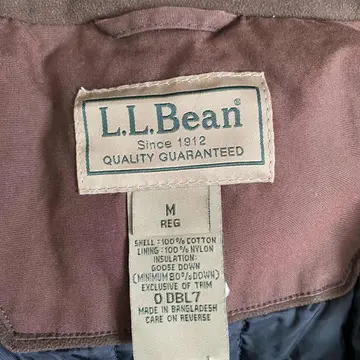 L.L.Bean®
Since 1912
QUALITY GUARANTEED
M
REG
SHELL: 100% COTTON
LINING: 100% NYLON
INSULATION:
GOOSE DOWN
(MINIMUM 80% DOWN)
EXCLUSIVE OF TRIM
0 DBL7
MADE IN BANGLADESH
CARE ON REVERSE